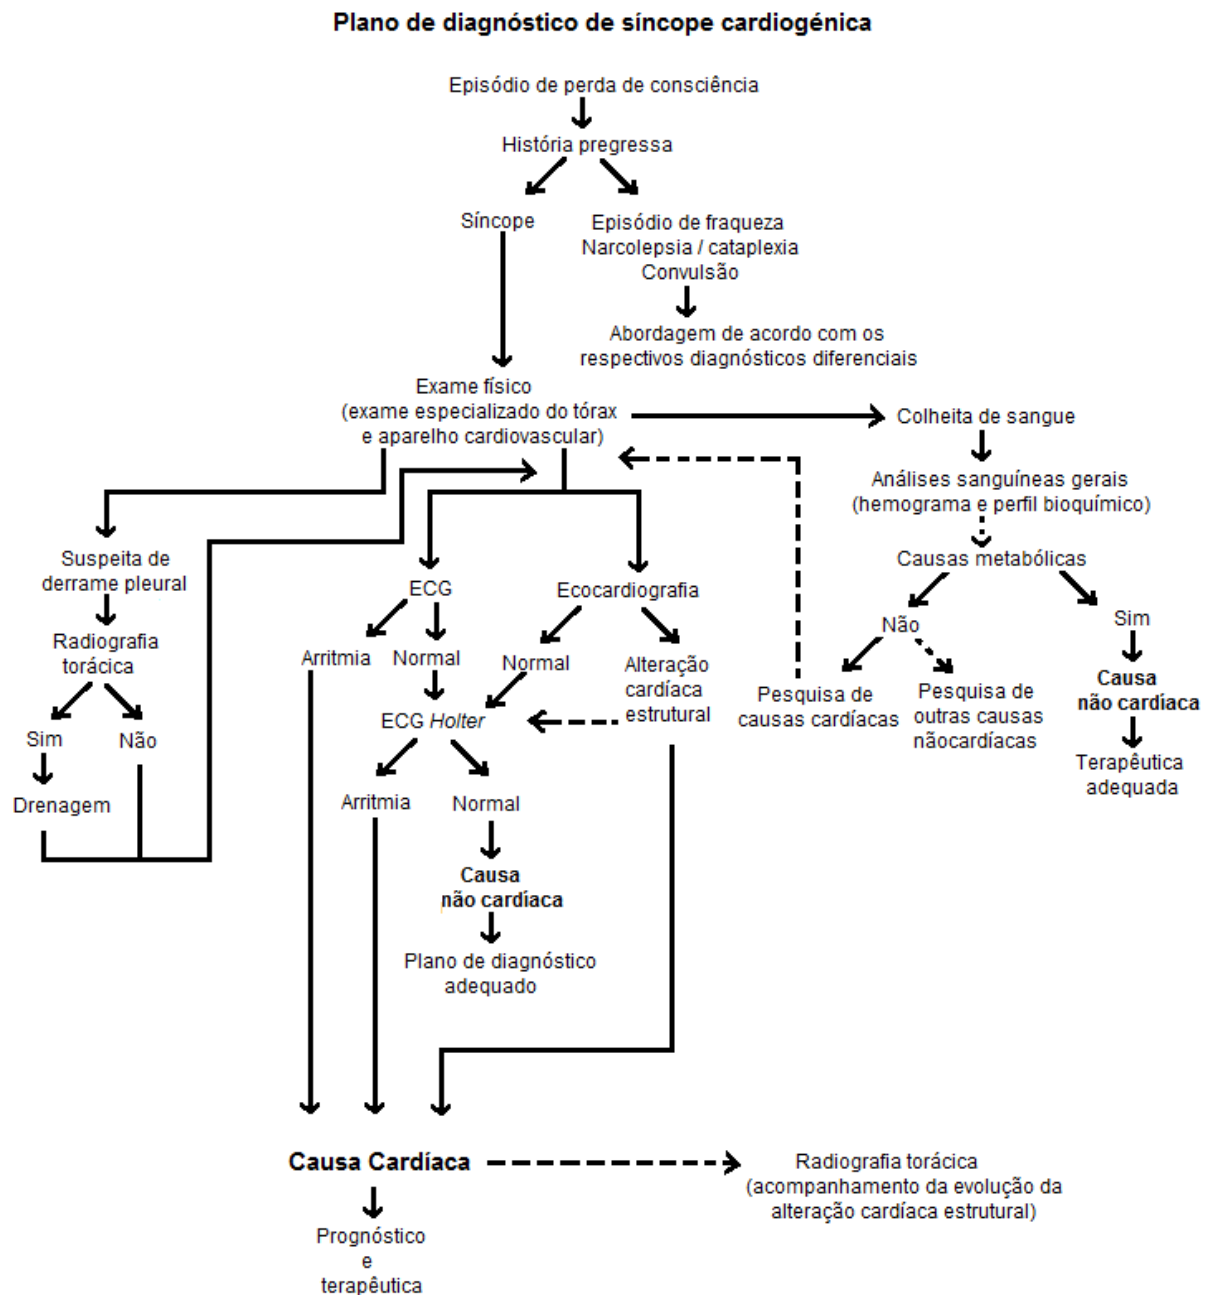 Plano de diagnóstico de síncope cardiogénica
Episódio de perda de consciência
História pregressa
Síncope
Episódio de fraqueza
Narcolepsia / cataplexia
Convulsão
Abordagem de acordo com os
respectivos diagnósticos diferenciais
Exame físico
(exame especializado do tórax
e aparelho cardiovascular)
Colheita de sangue
Análises sanguíneas gerais
(hemograma e perfil bioquímico)
Causas metabólicas
Não
Sim
Pesquisa de
causas cardíacas
Pesquisa de
outras causas
nãocardíacas
Causa
não cardíaca
Terapêutica
adequada
Suspeita de
derrame pleural
Radiografia
torácica
Sim
Não
Drenagem
ECG
Ecocardiografia
Arritmia
Normal
Normal
Alteração
cardíaca
estrutural
ECG Holter
Arritmia
Normal
Causa
não cardíaca
Plano de diagnóstico
adequado
Causa Cardíaca
Radiografia torácica
(acompanhamento da evolução da
alteração cardíaca estrutural)
Prognóstico
e
terapêutica